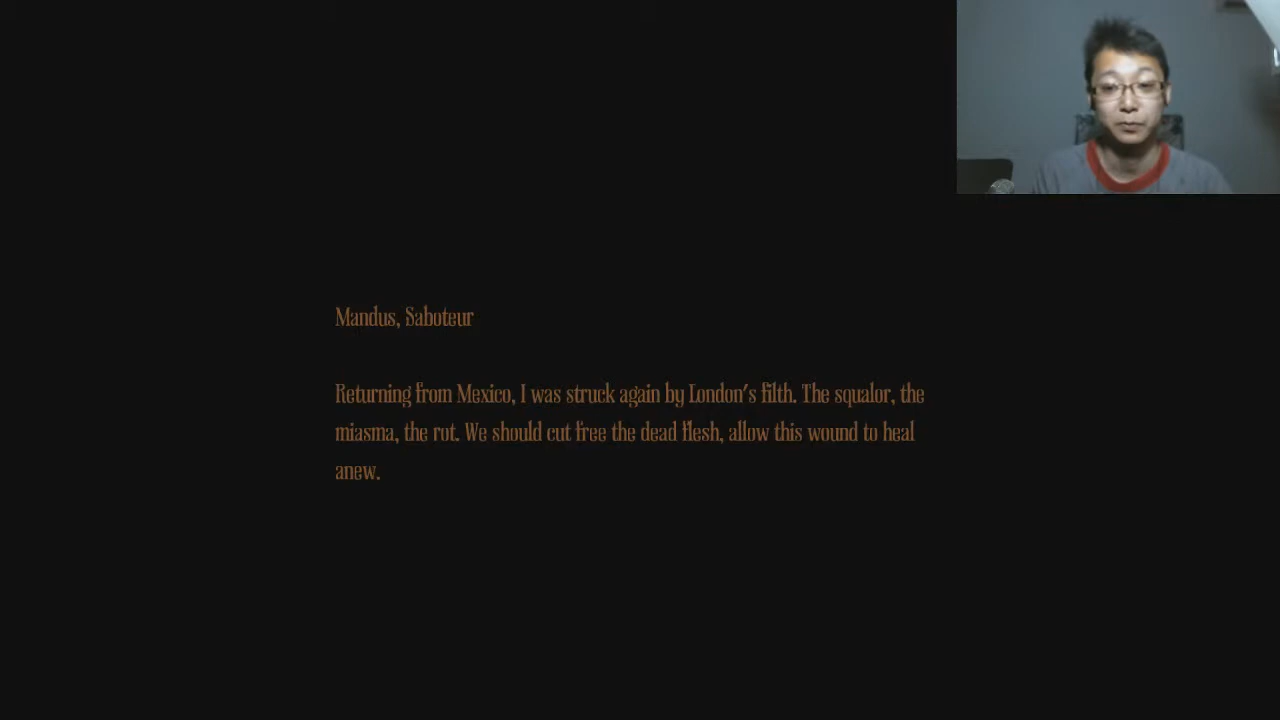 Mandus, Saboteur
Returning from Mexico, I was struck again by London's filth. The squalor, the
miasma, the rot. We should cut free the dead flesh, allow this wound to heal
anew.